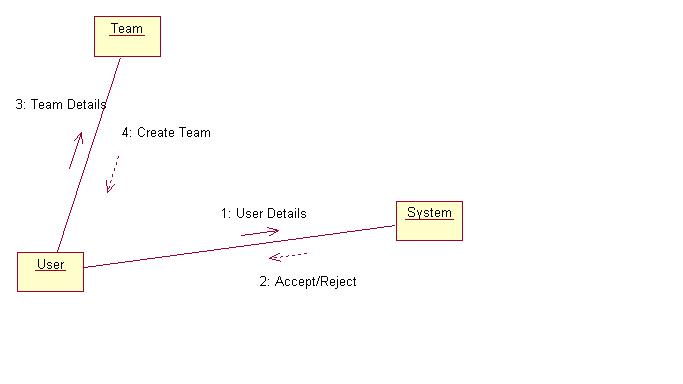 Team
3: Team Details
4: Create Team
System
1: User Details
User
2: Accept/Reject